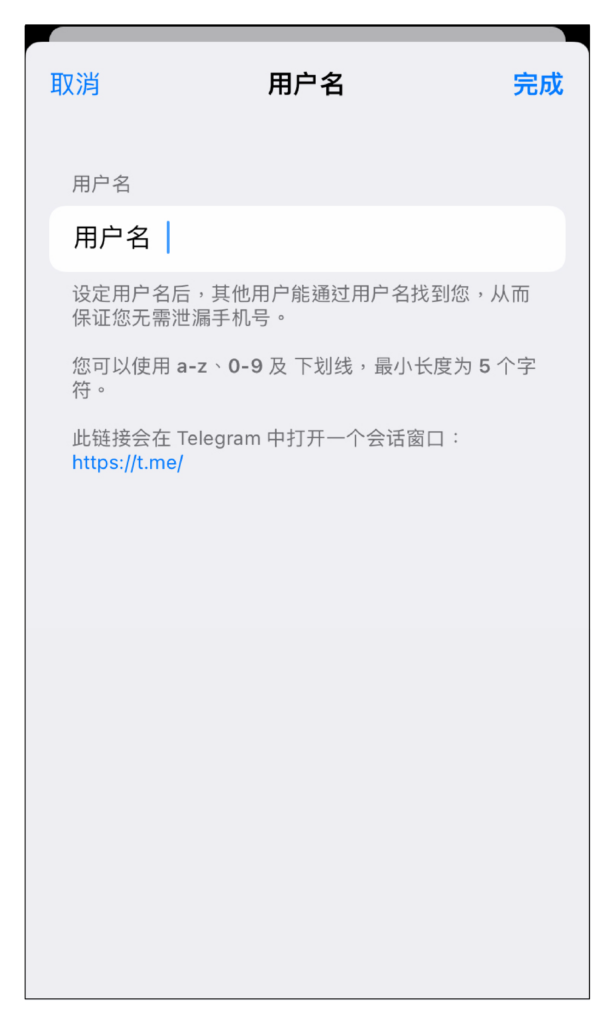 取消 用户名 完成
用户名
用户名
设定用户名后，其他用户能通过用户名找到您，从而
保证您无需泄漏手机号。
您可以使用 a-z、0-9 及 下划线，最小长度为 5 个字
符。
此链接会在 Telegram 中打开一个会话窗口：
https://t.me/